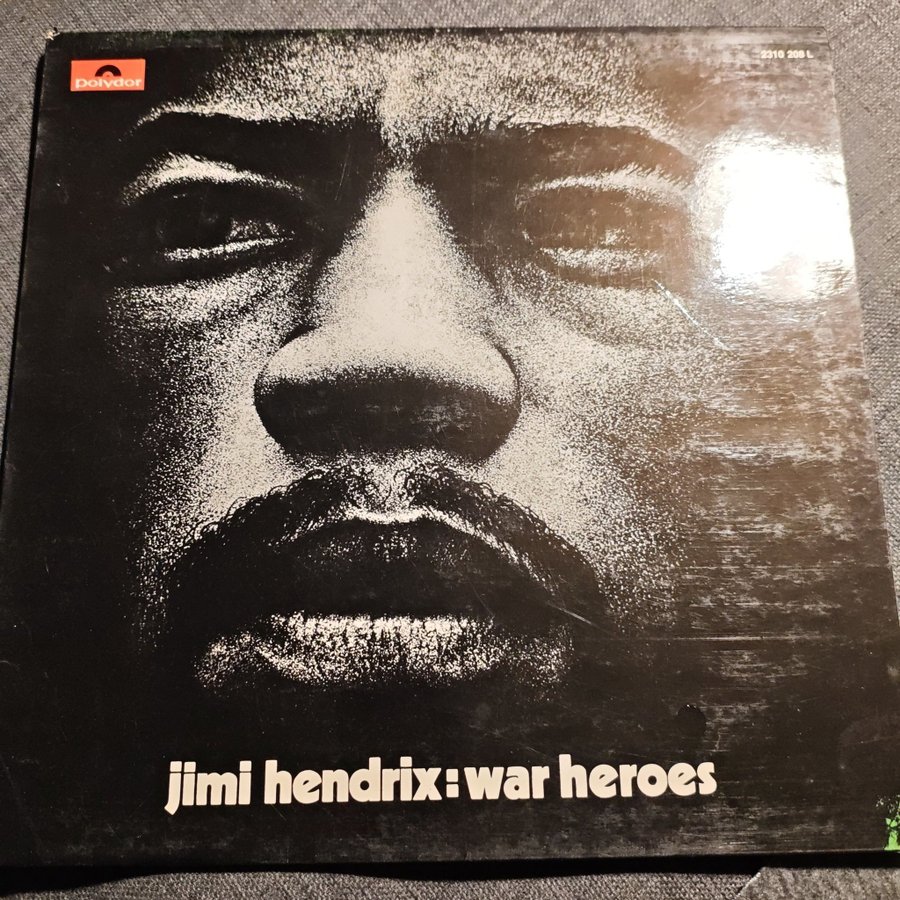 polydor
2310 208 L
jimi hendrix: war heroes